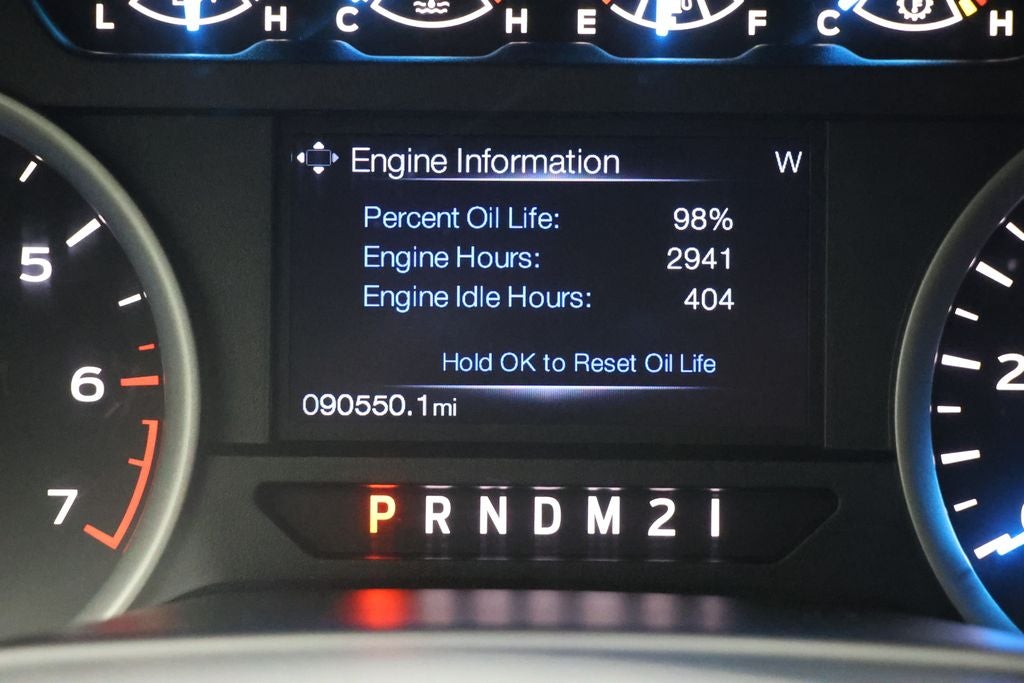 L H C H E F C H
Engine Information W
Percent Oil Life: 98%
Engine Hours: 2941
Engine Idle Hours: 404
Hold OK to Reset Oil Life
090550.1mi
5
6
7
2
P R N D M 2 1